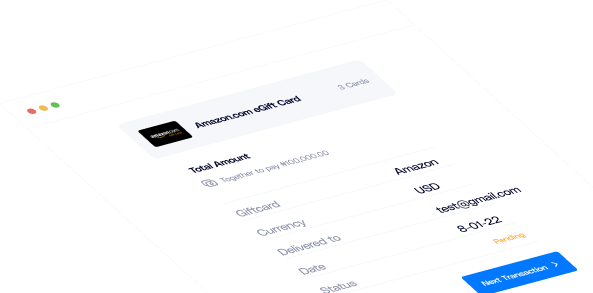 amazon.com
Amazon.com eGift Card
3 Cards
Total Amount
Together to pay ₦100,000.00
Giftcard Amazon
Currency USD
Delivered to test@gmail.com
Date 8-01-22
Status Pending
Next Transaction